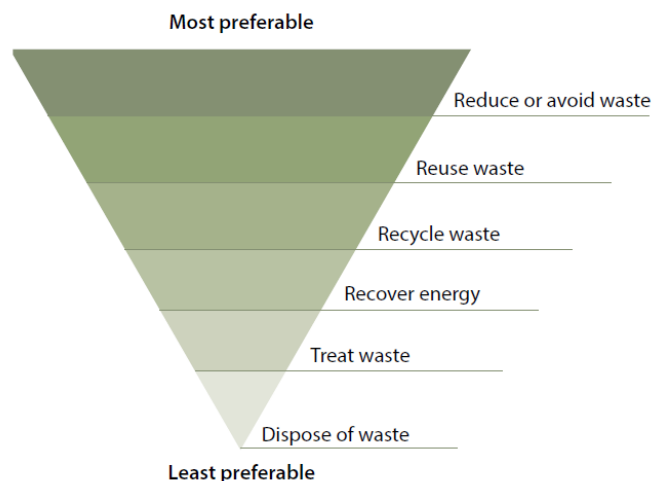 Most preferable
Reduce or avoid waste
Reuse waste
Recycle waste
Recover energy
Treat waste
Dispose of waste
Least preferable